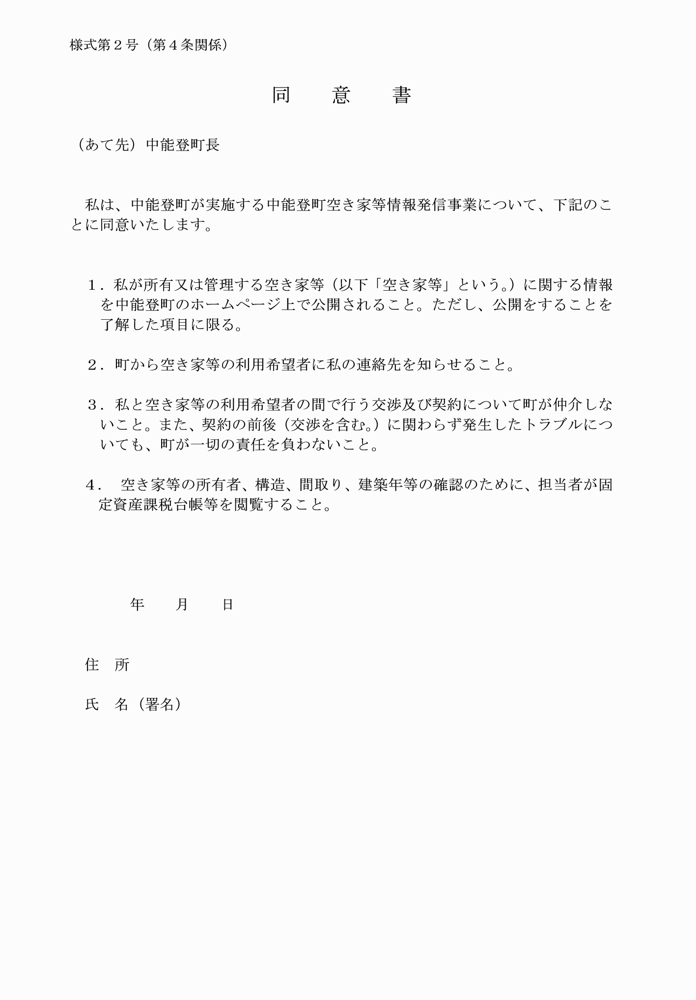 様式第２号（第４条関係）
同　　意　　書
（あて先）中能登町長
　私は、中能登町が実施する中能登町空き家等情報発信事業について、下記のこ
とに同意いたします。
１．私が所有又は管理する空き家等（以下「空き家等」という。）に関する情報
を中能登町のホームページ上で公開されること。ただし、公開をすることを
了解した項目に限る。
２．町から空き家等の利用希望者に私の連絡先を知らせること。
３．私と空き家等の利用希望者の間で行う交渉及び契約について町が仲介しな
いこと。また、契約の前後（交渉を含む。）に関わらず発生したトラブルにつ
いても、町が一切の責任を負わないこと。
４．　空き家等の所有者、構造、間取り、建築年等の確認のために、担当者が固
定資産課税台帳等を閲覧すること。
年　　月　　日
住　所
氏　名（署名）